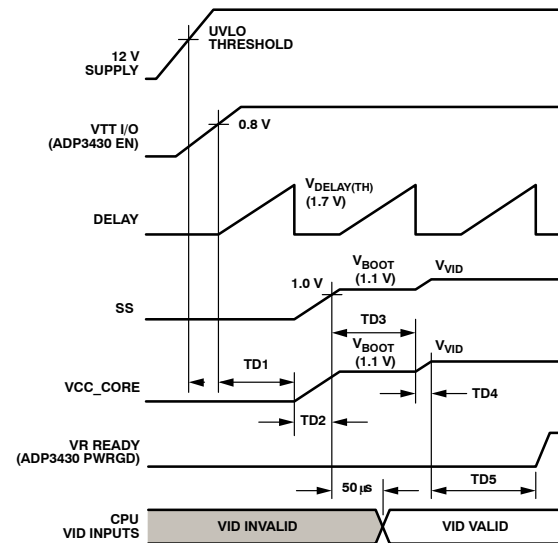 UVLO
THRESHOLD
12 V
SUPPLY
VTT I/O
(ADP3430 EN)
0.8 V
DELAY
VDELAY(TH)
(1.7 V)
SS
1.0 V
VBOOT
(1.1 V)
VVID
TD3
VCC_CORE
TD1
VBOOT
(1.1 V)
VVID
TD4
TD2
VR READY
(ADP3430 PWRGD)
50 μs
TD5
CPU
VID INPUTS
VID INVALID
VID VALID